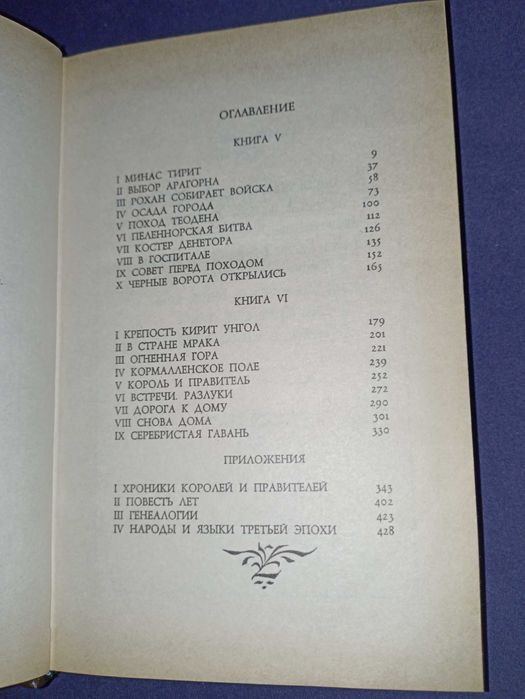 ОГЛАВЛЕНИЕ
КНИГА V
I МИНАС ТИРИТ 9
II ВЫБОР АРАГОРНА 37
III РОХАН СОБИРАЕТ ВОЙСКА 58
IV ОСАДА ГОРОДА 73
V ПОХОД ТЕОДЕНА 100
VI ПЕЛЕННОРСКАЯ БИТВА 112
VII КОСТЕР ДЕНЕТОРА 126
VIII В ГОСПИТАЛЕ 135
IX СОВЕТ ПЕРЕД ПОХОДОМ 152
X ЧЕРНЫЕ ВОРОТА ОТКРЫЛИСЬ 165
КНИГА VI
I КРЕПОСТЬ КИРИТ УНГОЛ 179
II В СТРАНЕ МРАКА 201
III ОГНЕННАЯ ГОРА 221
IV КОРМАЛЛЕНСКОЕ ПОЛЕ 239
V КОРОЛЬ И ПРАВИТЕЛЬ 252
VI ВСТРЕЧИ. РАЗЛУКИ 272
VII ДОРОГА К ДОМУ 290
VIII СНОВА ДОМА 301
IX СЕРЕБРИСТАЯ ГАВАНЬ 330
ПРИЛОЖЕНИЯ
I ХРОНИКИ КОРОЛЕЙ И ПРАВИТЕЛЕЙ 343
II ПОВЕСТЬ ЛЕТ 402
III ГЕНЕАЛОГИИ 423
IV НАРОДЫ И ЯЗЫКИ ТРЕТЬЕЙ ЭПОХИ 428